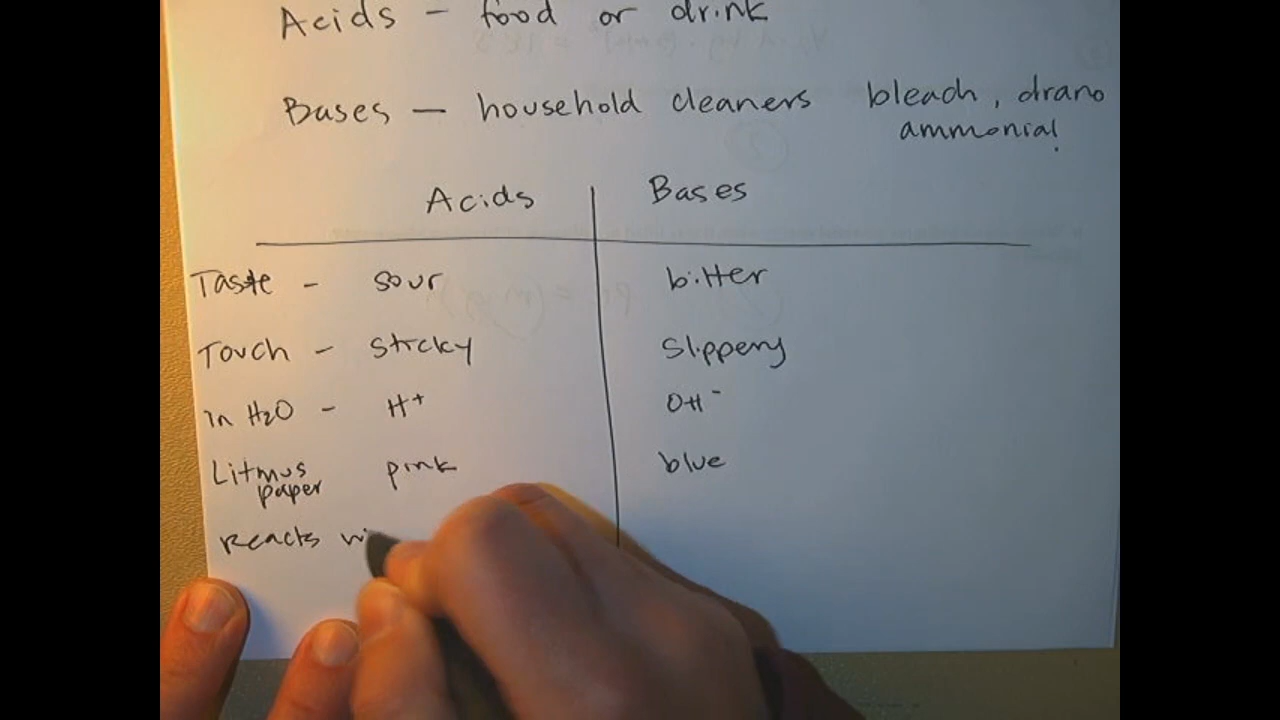 Acids - food or drink
Bases — household cleaners bleach, drano
ammonia!
Acids Bases
Taste - sour bitter
Touch - sticky slippery
In H2O - H+ OH-
Litmus pink blue
paper
Reacts wi